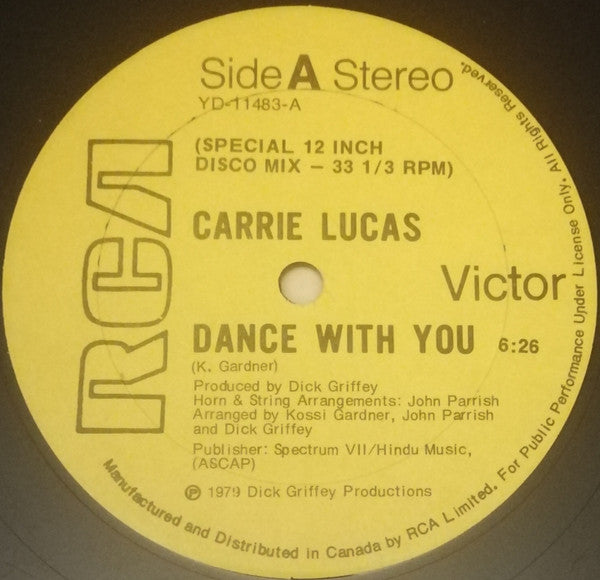 Side A Stereo
YD-11483-A
(SPECIAL 12 INCH
DISCO MIX – 33 1/3 RPM)
RCA
CARRIE LUCAS
Victor
DANCE WITH YOU 6:26
(K. Gardner)
Produced by Dick Griffey
Horn & String Arrangements: John Parrish
Arranged by Kossi Gardner, John Parrish
and Dick Griffey
Publisher: Spectrum VII/Hindu Music,
(ASCAP)
℗ 1979 Dick Griffey Productions
Manufactured and Distributed in Canada by RCA Limited. For Public Performance Under License Only. All Rights Reserved.